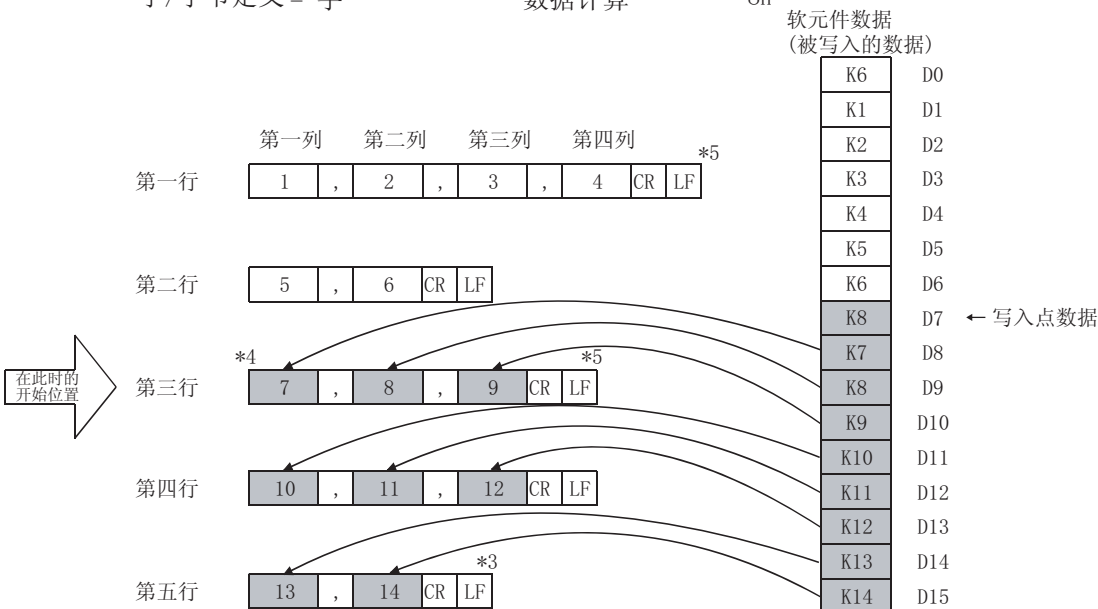 字/字节定义 = 字 数据计算 On
软元件数据
(被写入的数据)
K6 D0
K1 D1
第一列 第二列 第三列 第四列
K2 D2
*5
第一行 1 , 2 , 3 , 4 CR LF
K3 D3
K4 D4
K5 D5
第二行 5 , 6 CR LF
K6 D6
K8 D7 ← 写入点数据
K7 D8
*4 *5
在此时的
开始位置
第三行 7 , 8 , 9 CR LF
K8 D9
K9 D10
K10 D11
第四行 10 , 11 , 12 CR LF
K11 D12
K12 D13
*3
K13 D14
第五行 13 , 14 CR LF
K14 D15